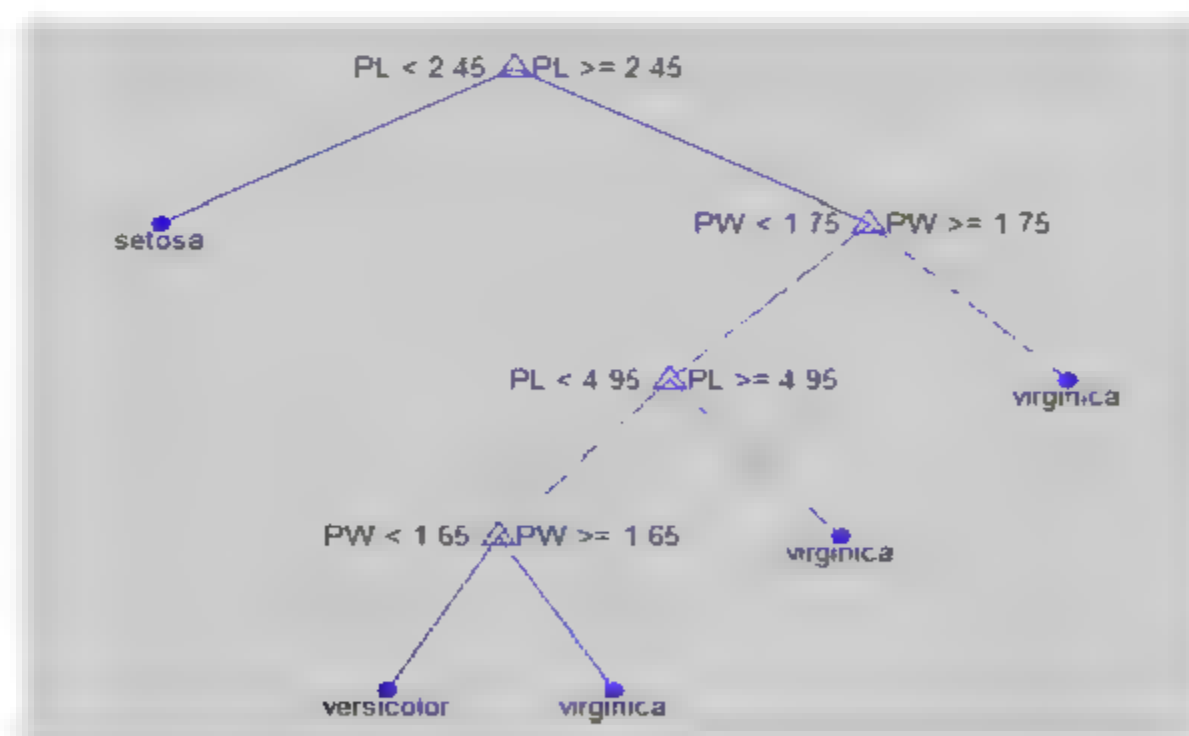 PL < 2.45 PL >= 2.45
setosa
PW < 1.75 PW >= 1.75
PL < 4.95 PL >= 4.95
virginica
PW < 1.65 PW >= 1.65
virginica
versicolor virginica